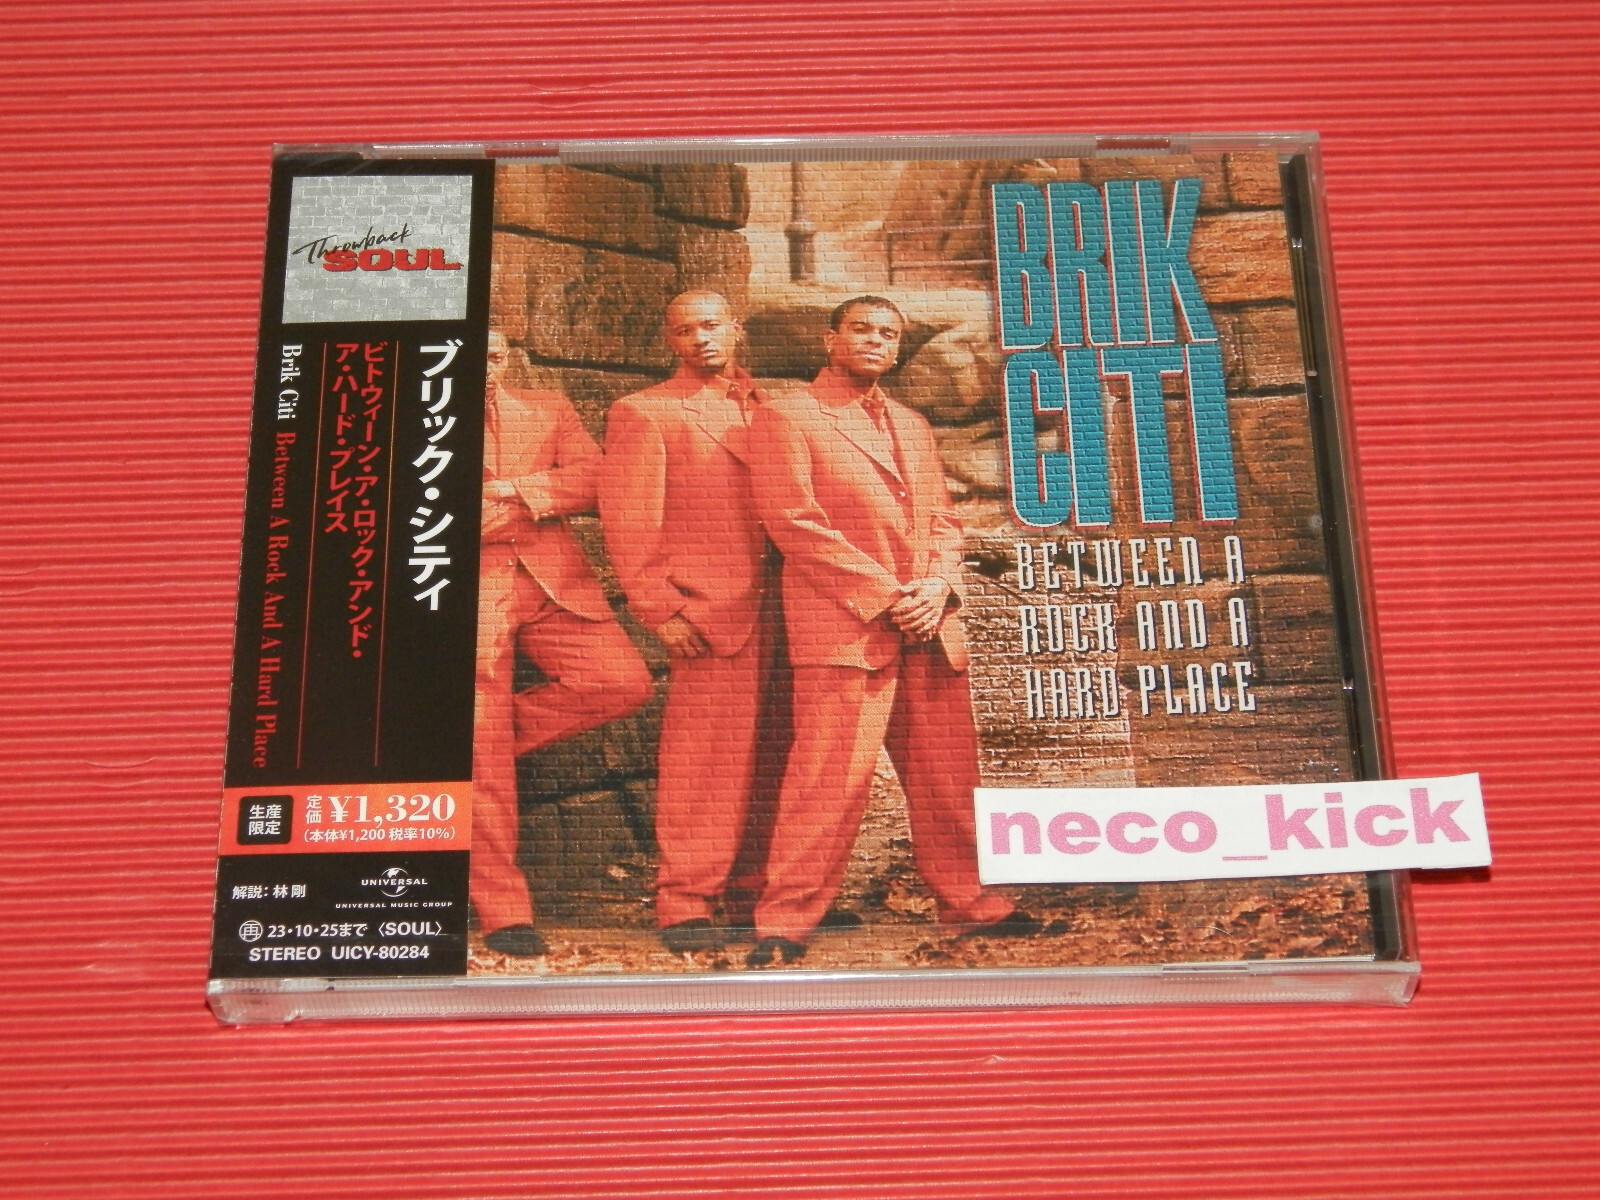 Throwback
SOUL
ブリック・シティ
ビトウィーン・ア・ロック・アンド・
ア・ハード・プレイス
Brik Citi Between A Rock And A Hard Place
生産
限定
定価 ¥1,320
(本体¥1,200 税率10%)
解説：林 剛
UNIVERSAL
UNIVERSAL MUSIC GROUP
再 23・10・25まで 〈SOUL〉
STEREO UICY-80284
BRIK
CITI
BETWEEN A
ROCK AND A
HARD PLACE
neco_kick